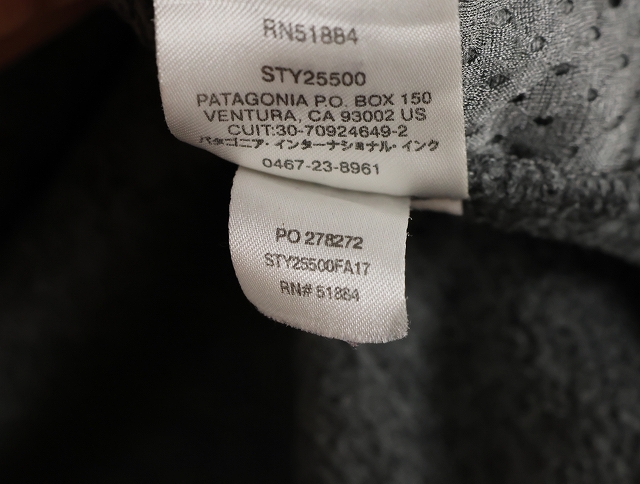 RN51884
STY25500
PATAGONIA P.O. BOX 150
VENTURA, CA 93002 US
CUIT:30-70924649-2
パタゴニア・インターナショナル・インク
0467-23-8961
PO 278272
STY25500FA17
RN# 51884